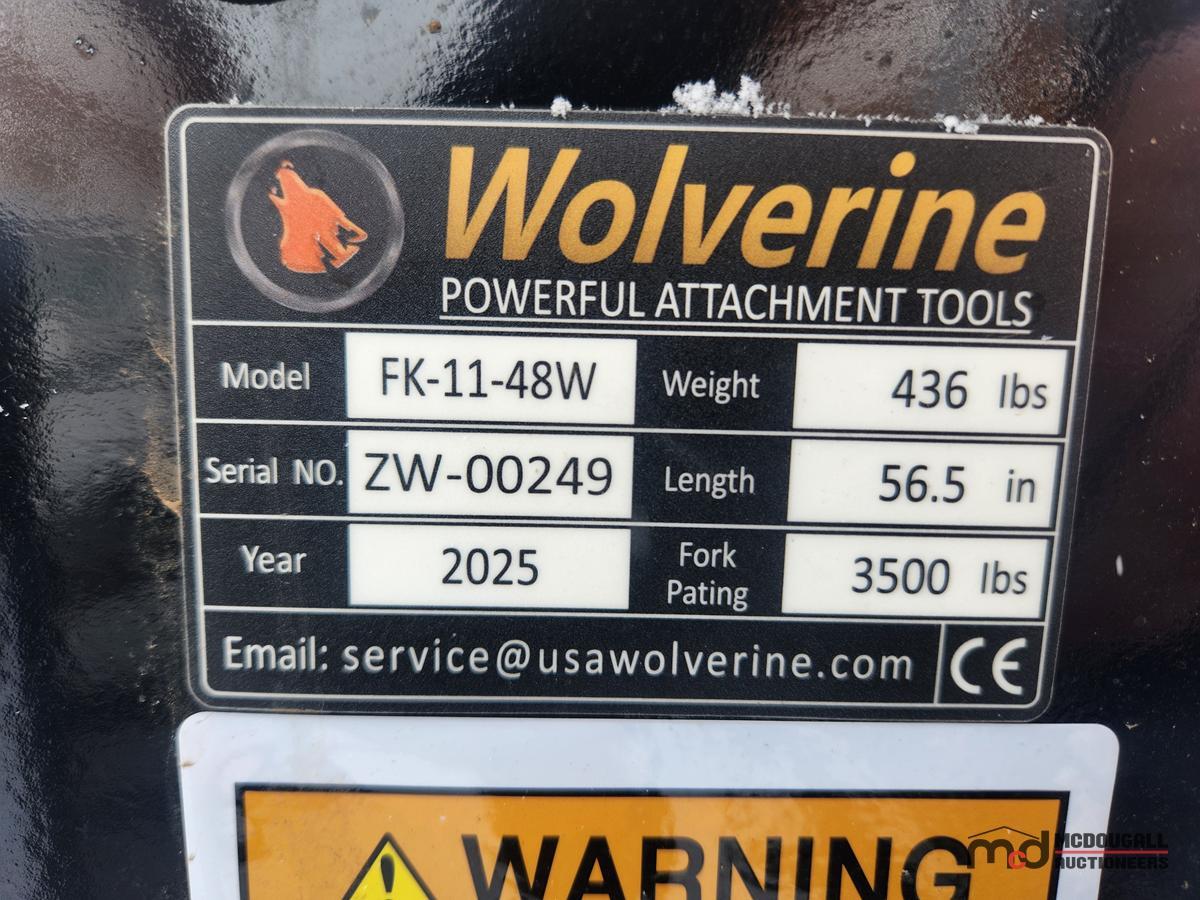 Wolverine
POWERFUL ATTACHMENT TOOLS
Model FK-11-48W Weight 436 lbs
Serial NO. ZW-00249 Length 56.5 in
Year 2025 Fork Pating 3500 lbs
Email: service@usawolverine.com CE
WARNING
mcd MCDOUGALL
AUCTIONEERS